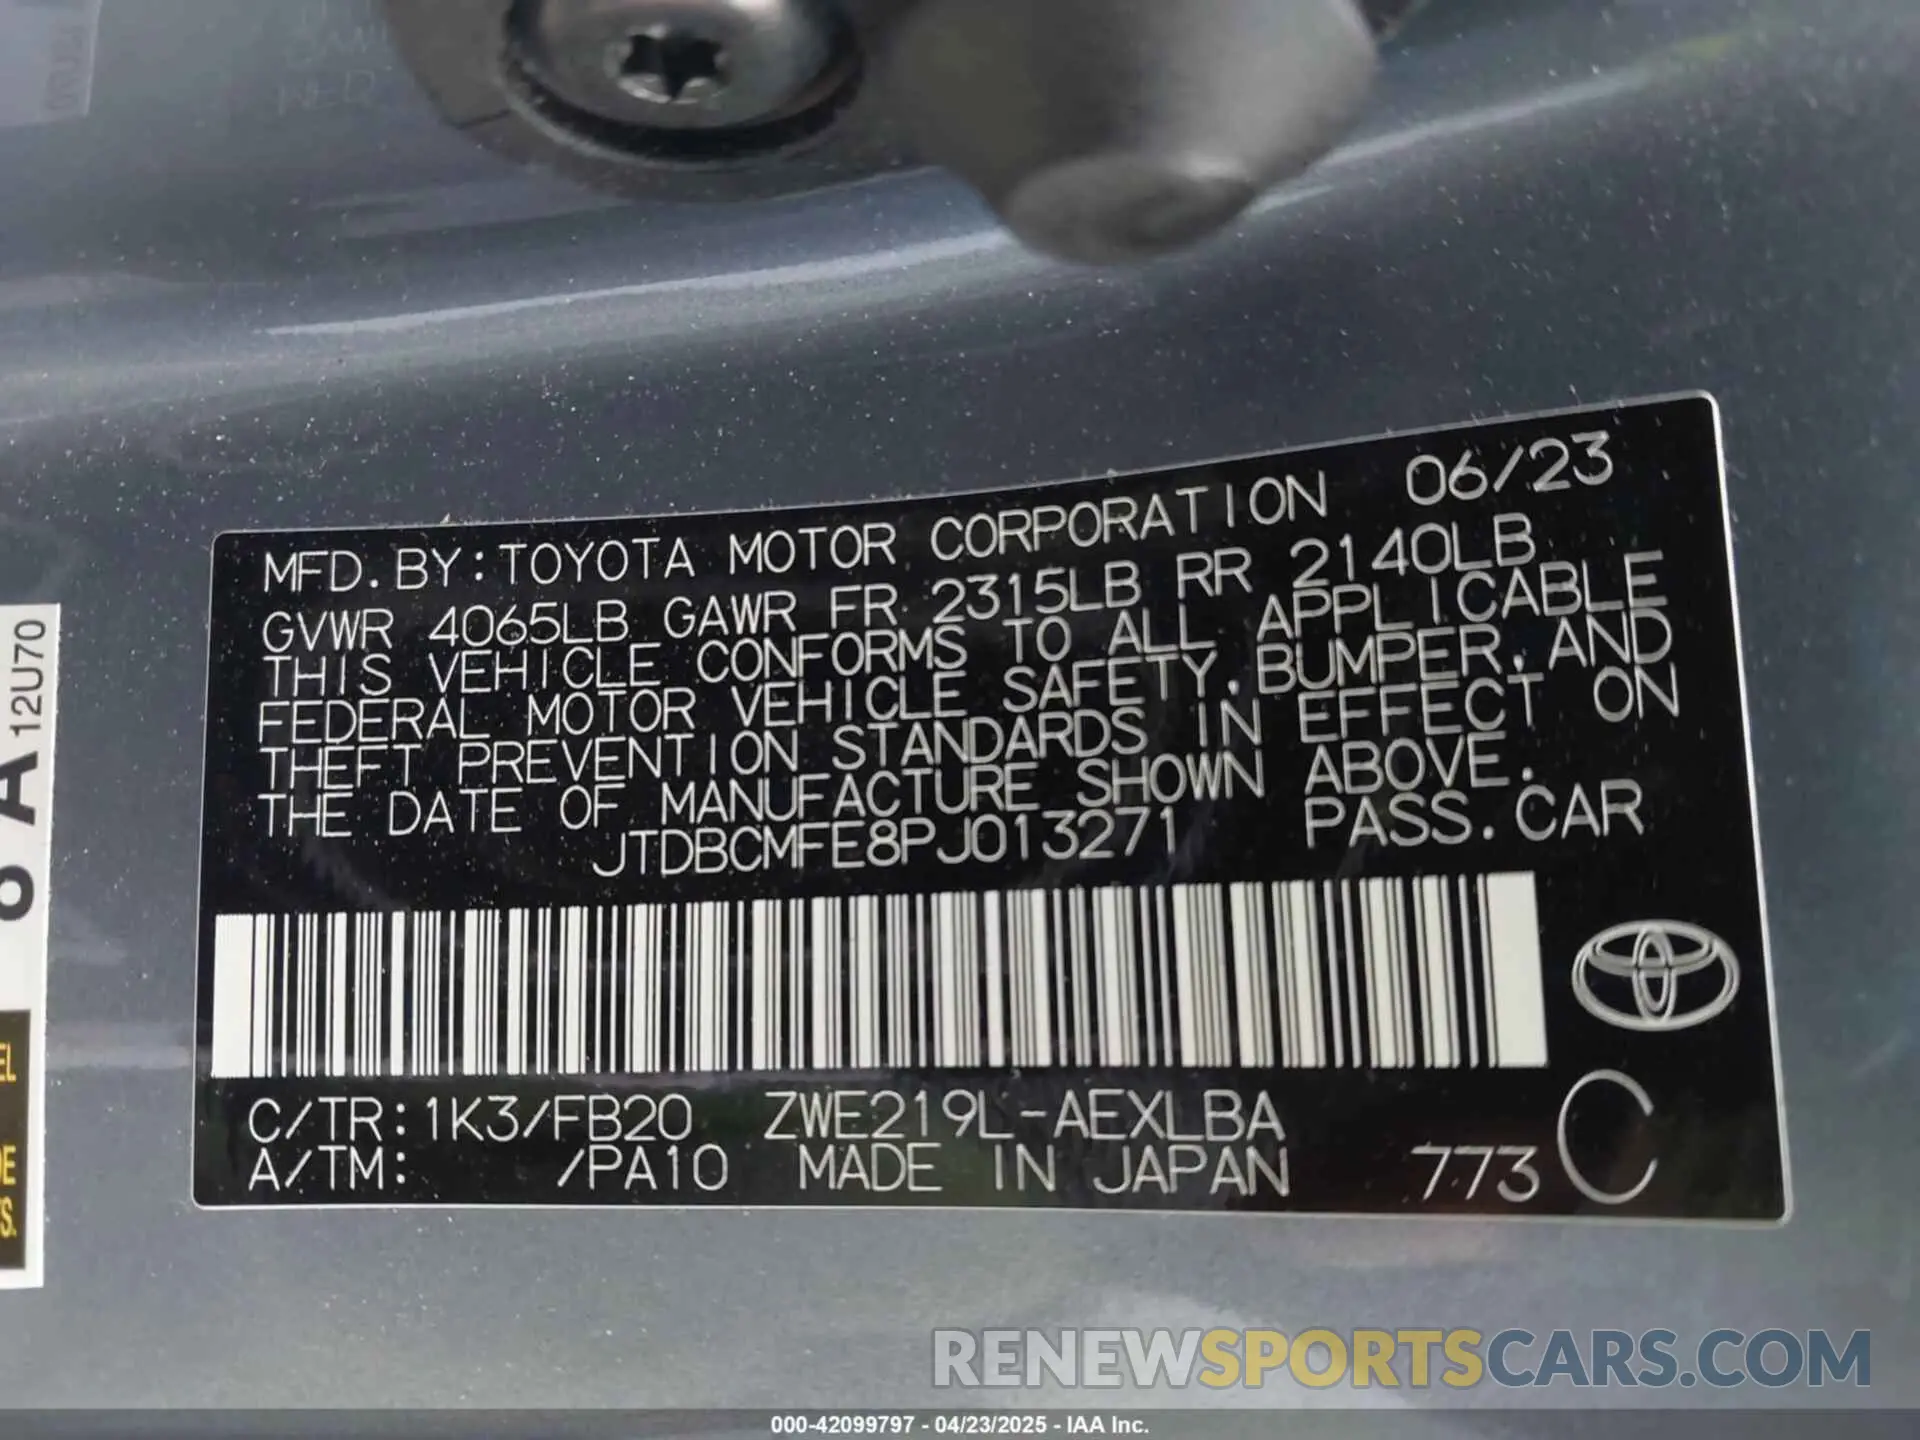 MFD.BY:TOYOTA MOTOR CORPORATION 06/23
GVWR 4065LB GAWR FR 2315LB RR 2140LB
THIS VEHICLE CONFORMS TO ALL APPLICABLE
FEDERAL MOTOR VEHICLE SAFETY, BUMPER, AND
THEFT PREVENTION STANDARDS IN EFFECT ON
THE DATE OF MANUFACTURE SHOWN ABOVE.
JTDBCMFE8PJ013271 PASS.CAR
C/TR:1K3/FB20 ZWE219L-AEXLBA
A/TM: /PA10 MADE IN JAPAN 773 C
A 12U70
RENEWSPORTSCARS.COM
000-42099797 - 04/23/2025 - IAA Inc.